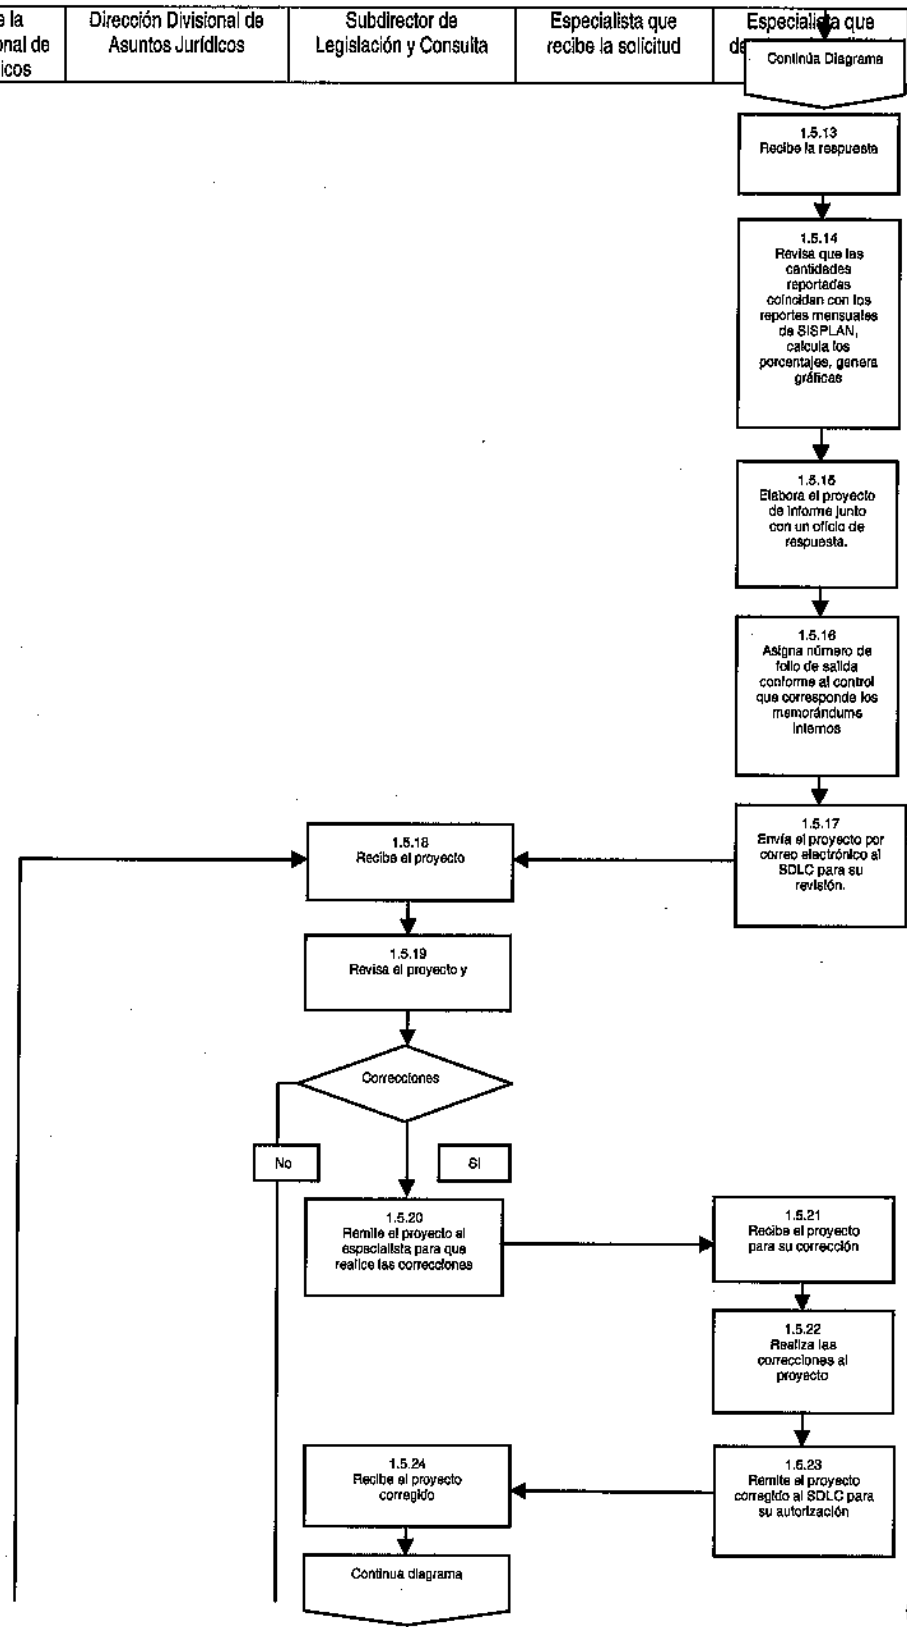 e la
onal de
icos
Dirección Divisional de
Asuntos Jurídicos
Subdirector de
Legislación y Consulta
Especialista que
recibe la solicitud
Especialista que
de
Continúa Diagrama
1.5.13
Recibe la respuesta
1.5.14
Revisa que las
cantidades
reportadas
coincidan con los
reportes mensuales
de SISPLAN,
calcula los
porcentajes, genera
gráficas
1.5.15
Elabora el proyecto
de informe junto
con un oficio de
respuesta.
1.5.16
Asigna número de
folio de salida
conforme al control
que corresponde los
memorándums
internos
1.5.17
Envía el proyecto por
correo electrónico al
SDLC para su
revisión.
1.5.18
Recibe el proyecto
1.5.19
Revisa el proyecto y
Correcciones
No
SI
1.5.20
Remite el proyecto al
especialista para que
realice las correcciones
1.5.21
Recibe el proyecto
para su corrección
1.5.22
Realiza las
correcciones al
proyecto
1.5.23
Remite el proyecto
corregido al SDLC para
su autorización
1.5.24
Recibe el proyecto
corregido
Continua diagrama